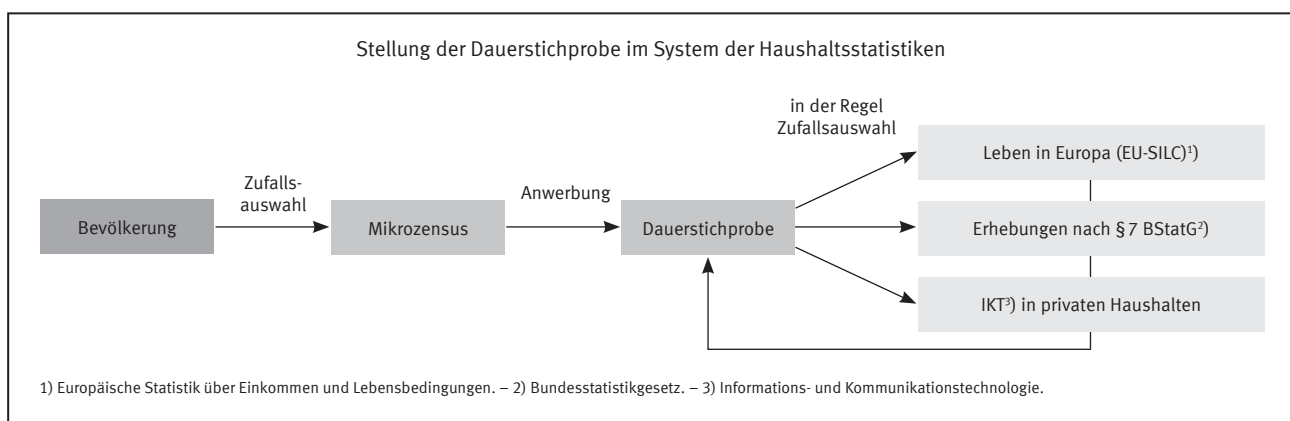 Stellung der Dauerstichprobe im System der Haushaltsstatistiken
in der Regel
Zufallsauswahl
Leben in Europa (EU-SILC)¹)
Zufalls-
auswahl
Anwerbung
Bevölkerung
Mikrozensus
Dauerstichprobe
Erhebungen nach § 7 BStatG²)
IKT³) in privaten Haushalten
1) Europäische Statistik über Einkommen und Lebensbedingungen. – 2) Bundesstatistikgesetz. – 3) Informations- und Kommunikationstechnologie.